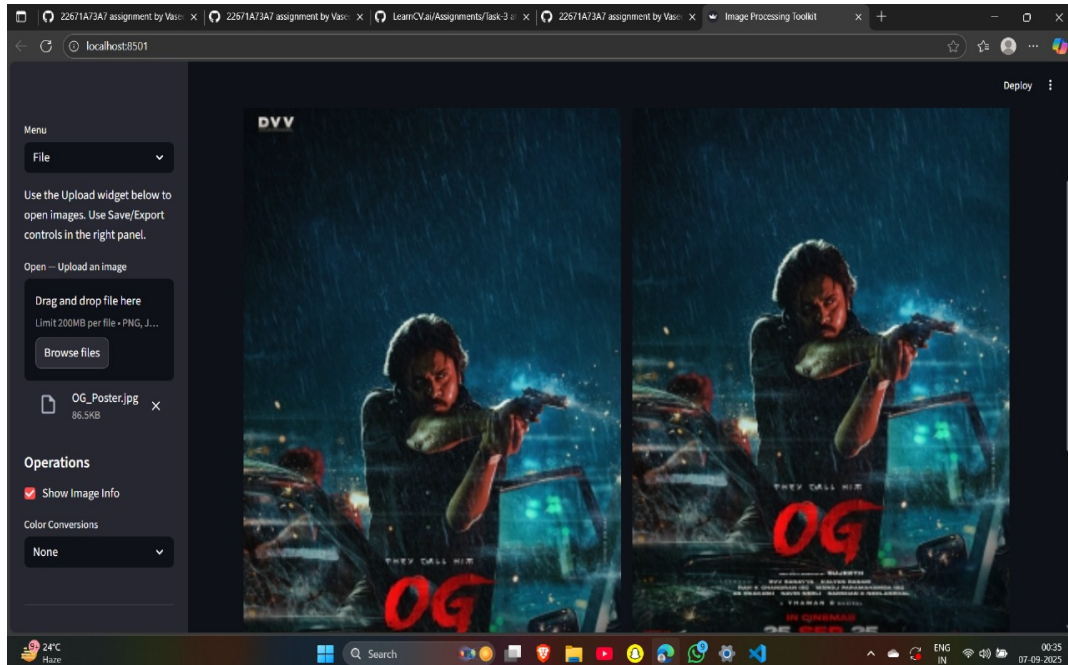 22671A73A7 assignment by Vase
22671A73A7 assignment by Vase
LearnCV.ai/Assignments/Task-3 a
22671A73A7 assignment by Vase
Image Processing Toolkit
localhost:8501
Deploy
Menu
File
Use the Upload widget below to
open images. Use Save/Export
controls in the right panel.
Open — Upload an image
Drag and drop file here
Limit 200MB per file • PNG, J...
Browse files
OG_Poster.jpg
86.5KB
Operations
Show Image Info
Color Conversions
None
DVV
THEY CALL HIM
OG
THEY CALL HIM
OG
SUJEETH
IN CINEMAS
25 SEP 25
24°C
Haze
Search
ENG
IN
00:35
07-09-2025